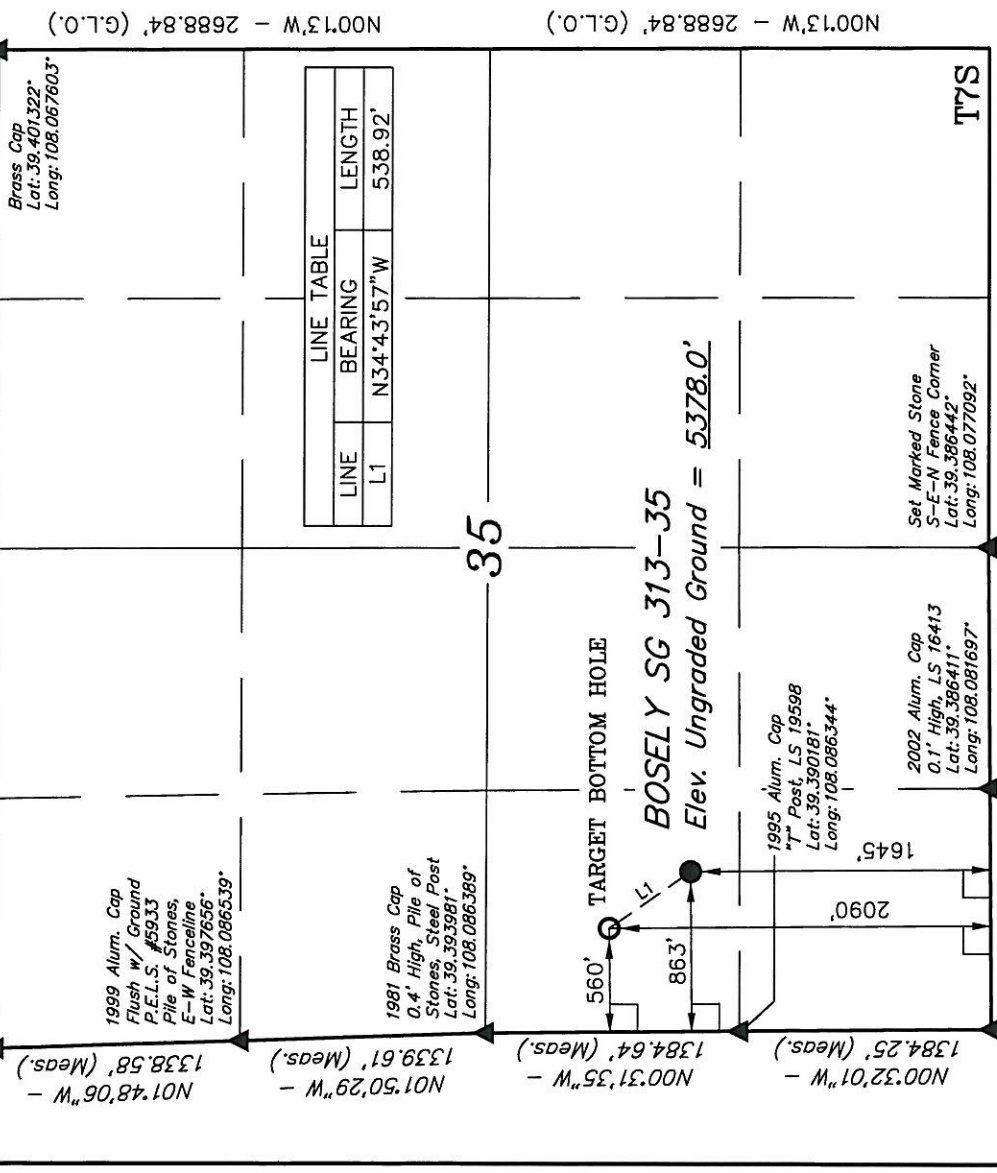 Brass Cap
Lat: 39.401322°
Long: 108.067603°
1999 Alum. Cap
Flush w/ Ground
P.E.L.S. #5933
Pile of Stones,
E-W Fenceline
Lat: 39.397656°
Long: 108.086539°
N01°48'06"W -
1338.58' (Meas.)
N00°13'W - 2688.84' (G.L.O.)
LINE TABLE
LINE BEARING LENGTH
L1 N34°43'57"W 538.92'
1981 Brass Cap
0.4' High, Pile of
Stones, Steel Post
Lat: 39.393981°
Long: 108.086389°
N01°50'29"W -
1339.61' (Meas.)
35
TARGET BOTTOM HOLE
BOSELY SG 313-35
Elev. Ungraded Ground = 5378.0'
L1
560'
863'
N00°31'35"W -
1384.64' (Meas.)
N00°13'W - 2688.84' (G.L.O.)
1995 Alum. Cap
"T" Post, LS 19598
Lat: 39.390181°
Long: 108.086344°
2090'
1645'
N00°32'01"W -
1384.25' (Meas.)
2002 Alum. Cap
0.1' High, LS 16413
Lat: 39.386411°
Long: 108.081697°
Set Marked Stone
S-E-N Fence Corner
Lat: 39.386442°
Long: 108.077092°
T7S